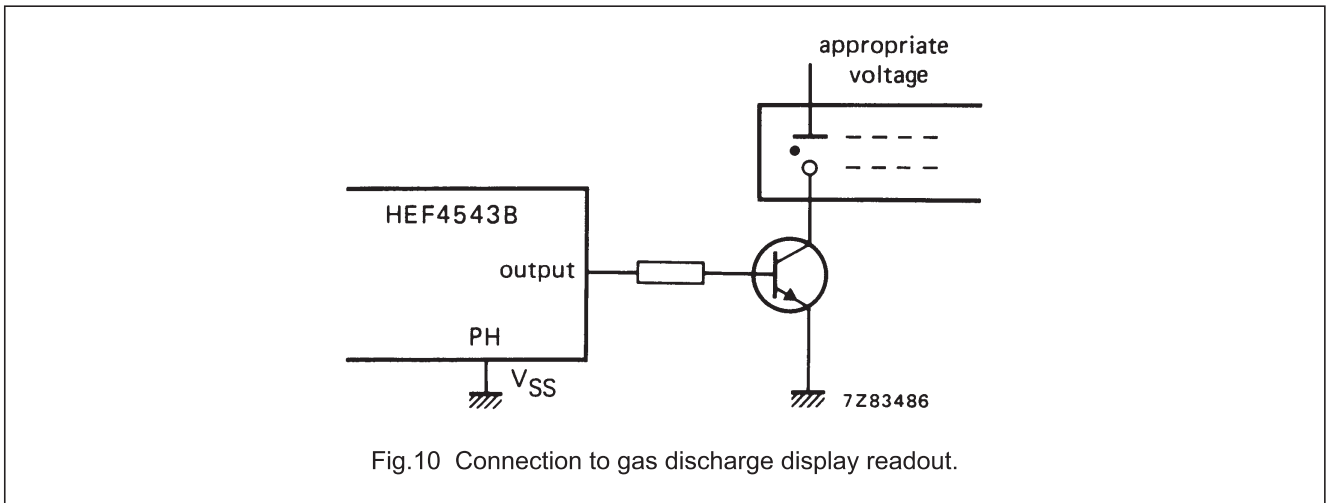 appropriate
voltage
HEF4543B
output
PH
VSS
7Z83486
Fig.10 Connection to gas discharge display readout.